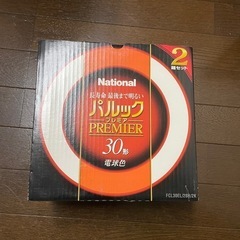 National
2
種セット
長寿命 最後まで明るい
パルック
プレミア
PREMIER
30形
電球色